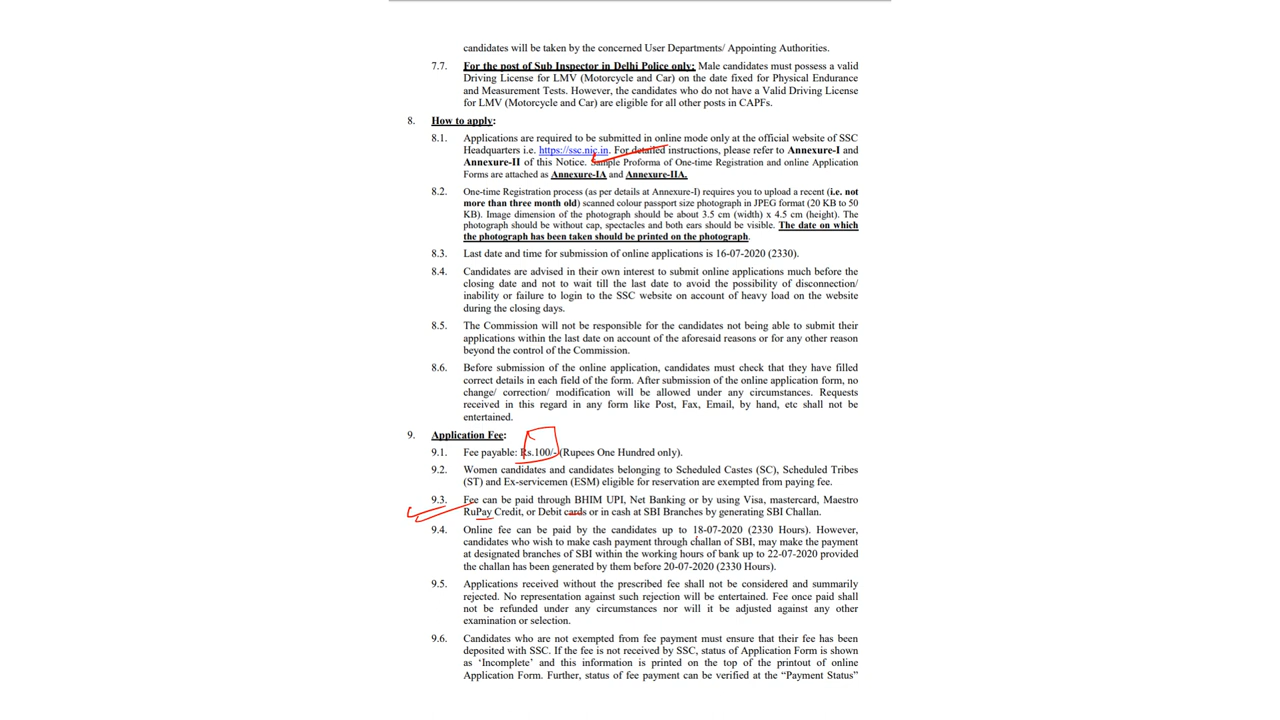 candidates will be taken by the concerned User Departments/ Appointing Authorities.
7.7. For the post of Sub Inspector in Delhi Police only: Male candidates must possess a valid
Driving License for LMV (Motorcycle and Car) on the date fixed for Physical Endurance
and Measurement Tests. However, the candidates who do not have a Valid Driving License
for LMV (Motorcycle and Car) are eligible for all other posts in CAPFs.
8. How to apply:
8.1. Applications are required to be submitted in online mode only at the official website of SSC
Headquarters i.e. https://ssc.nic.in. For detailed instructions, please refer to Annexure-I and
Annexure-II of this Notice. Sample Proforma of One-time Registration and online Application
Forms are attached as Annexure-IA and Annexure-IIA.
8.2. One-time Registration process (as per details at Annexure-I) requires you to upload a recent (i.e. not
more than three month old) scanned colour passport size photograph in JPEG format (20 KB to 50
KB). Image dimension of the photograph should be about 3.5 cm (width) x 4.5 cm (height). The
photograph should be without cap, spectacles and both ears should be visible. The date on which
the photograph has been taken should be printed on the photograph.
8.3. Last date and time for submission of online applications is 16-07-2020 (2330).
8.4. Candidates are advised in their own interest to submit online applications much before the
closing date and not to wait till the last date to avoid the possibility of disconnection/
inability or failure to login to the SSC website on account of heavy load on the website
during the closing days.
8.5. The Commission will not be responsible for the candidates not being able to submit their
applications within the last date on account of the aforesaid reasons or for any other reason
beyond the control of the Commission.
8.6. Before submission of the online application, candidates must check that they have filled
correct details in each field of the form. After submission of the online application form, no
change/ correction/ modification will be allowed under any circumstances. Requests
received in this regard in any form like Post, Fax, Email, by hand, etc shall not be
entertained.
9. Application Fee:
9.1. Fee payable: Rs.100/- (Rupees One Hundred only).
9.2. Women candidates and candidates belonging to Scheduled Castes (SC), Scheduled Tribes
(ST) and Ex-servicemen (ESM) eligible for reservation are exempted from paying fee.
9.3. Fee can be paid through BHIM UPI, Net Banking or by using Visa, mastercard, Maestro
RuPay Credit, or Debit cards or in cash at SBI Branches by generating SBI Challan.
9.4. Online fee can be paid by the candidates up to 18-07-2020 (2330 Hours). However,
candidates who wish to make cash payment through challan of SBI, may make the payment
at designated branches of SBI within the working hours of bank up to 22-07-2020 provided
the challan has been generated by them before 20-07-2020 (2330 Hours).
9.5. Applications received without the prescribed fee shall not be considered and summarily
rejected. No representation against such rejection will be entertained. Fee once paid shall
not be refunded under any circumstances nor will it be adjusted against any other
examination or selection.
9.6. Candidates who are not exempted from fee payment must ensure that their fee has been
deposited with SSC. If the fee is not received by SSC, status of Application Form is shown
as ‘Incomplete’ and this information is printed on the top of the printout of online
Application Form. Further, status of fee payment can be verified at the “Payment Status”